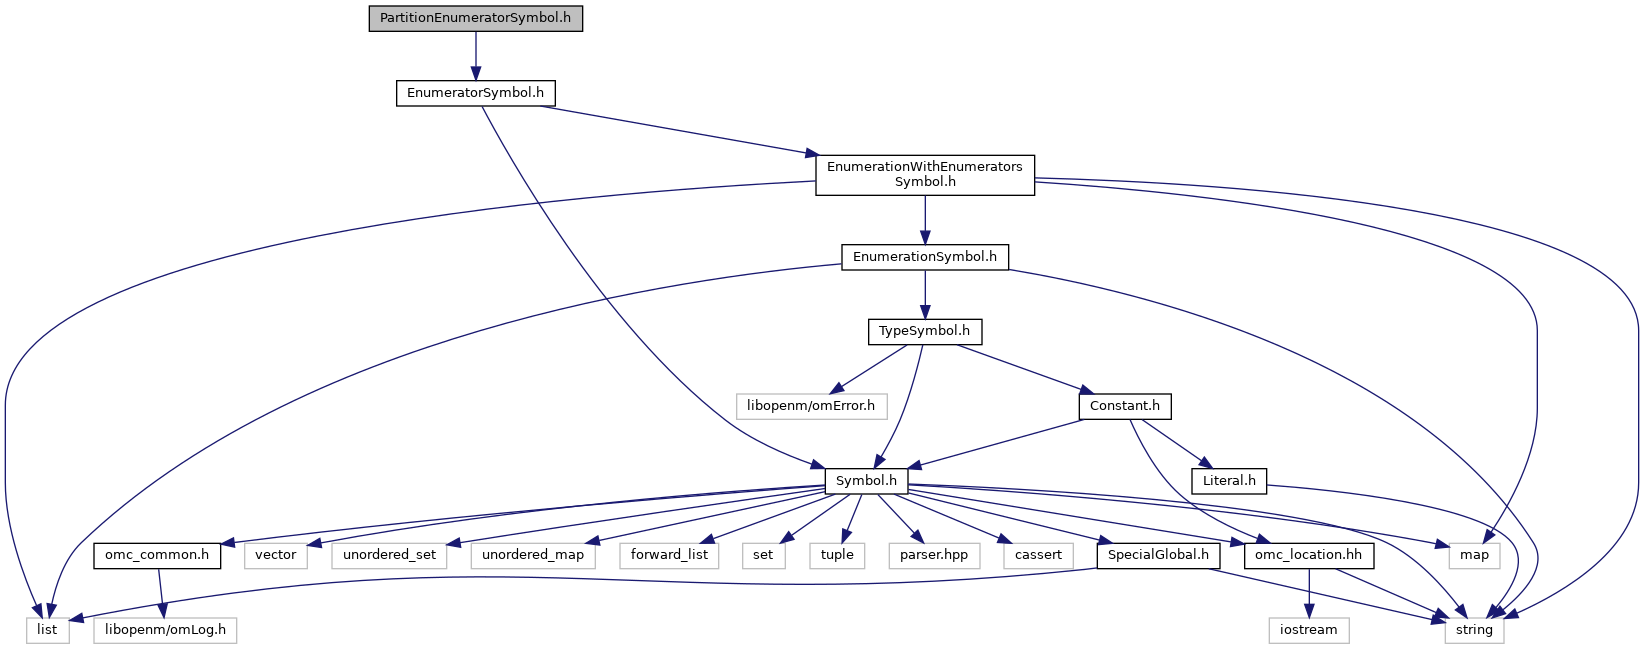 PartitionEnumeratorSymbol.h
EnumeratorSymbol.h
EnumerationWithEnumerators
Symbol.h
EnumerationSymbol.h
TypeSymbol.h
libopenm/omError.h
Constant.h
Symbol.h
Literal.h
omc_common.h
vector
unordered_set
unordered_map
forward_list
set
tuple
parser.hpp
cassert
SpecialGlobal.h
omc_location.hh
map
list
libopenm/omLog.h
iostream
string